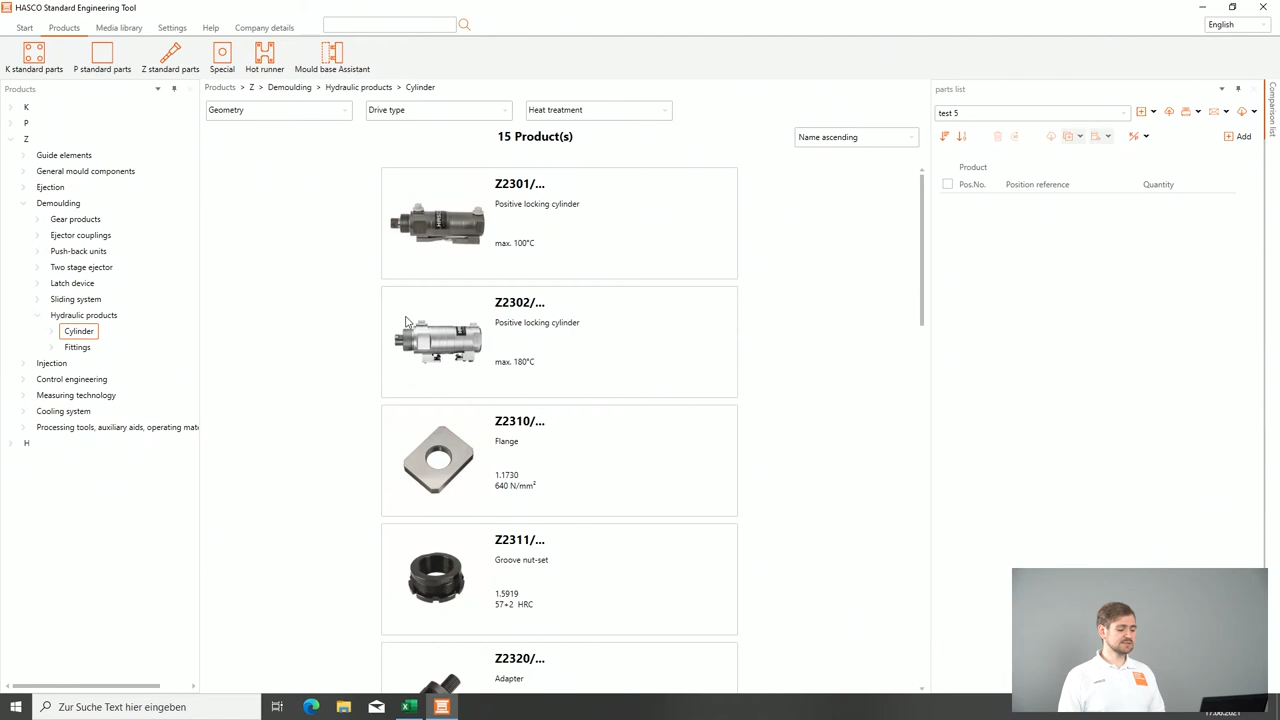 HASCO Standard Engineering Tool
Start Products Media library Settings Help Company details
English
K standard parts P standard parts Z standard parts Special Hot runner Mould base Assistant
Products
K
P
Z
Guide elements
General mould components
Ejection
Demoulding
Gear products
Ejector couplings
Push-back units
Two stage ejector
Latch device
Sliding system
Hydraulic products
Cylinder
Fittings
Injection
Control engineering
Measuring technology
Cooling system
Processing tools, auxiliary aids, operating mate
H
Products > Z > Demoulding > Hydraulic products > Cylinder
Geometry Drive type Heat treatment
15 Product(s)
Name ascending
Z2301/...
Positive locking cylinder
max. 100°C
Z2302/...
Positive locking cylinder
max. 180°C
Z2310/...
Flange
1.1730
640 N/mm²
Z2311/...
Groove nut-set
1.5919
57+2 HRC
Z2320/...
Adapter
parts list
test 5
Add
Product
Pos.No. Position reference Quantity
Comparison list
Zur Suche Text hier eingeben
17.06.2021